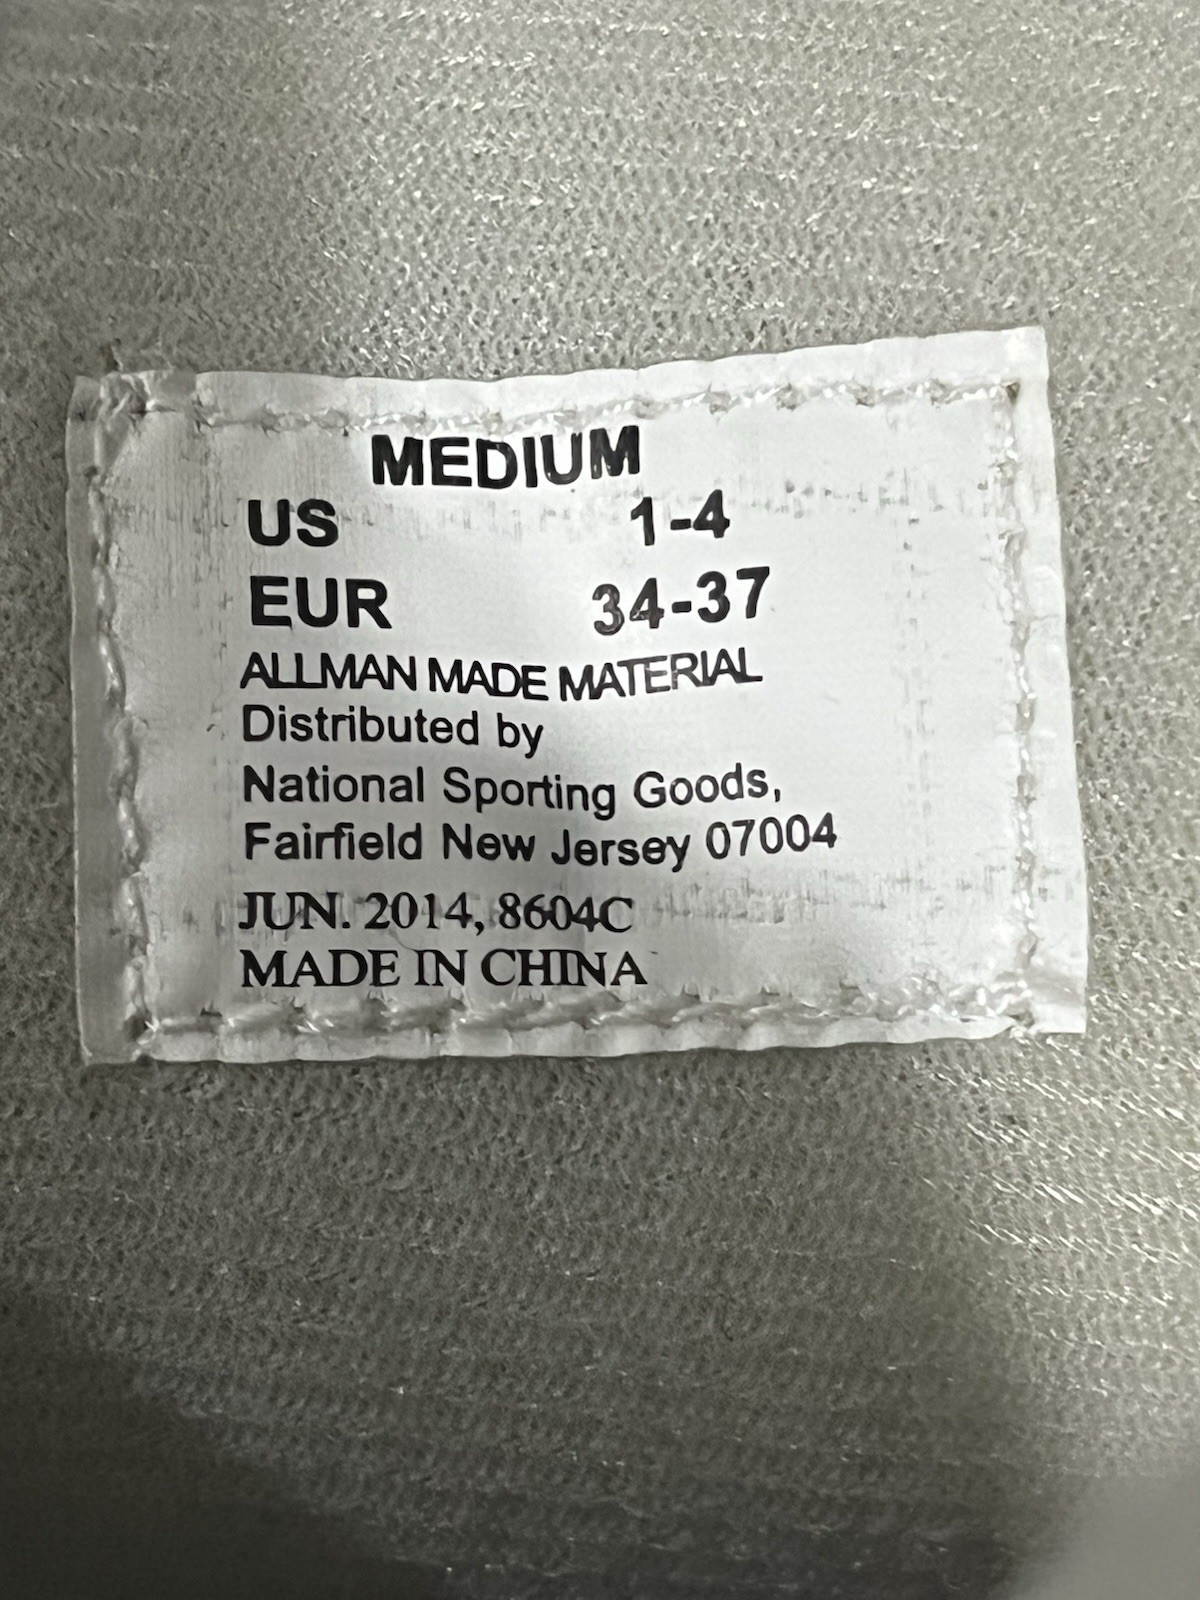 MEDIUM
US 1-4
EUR 34-37
ALLMAN MADE MATERIAL
Distributed by
National Sporting Goods,
Fairfield New Jersey 07004
JUN. 2014, 8604C
MADE IN CHINA